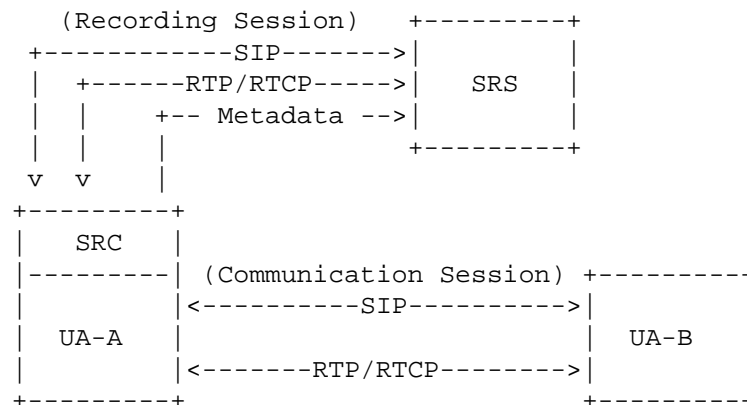 (Recording Session) +---------+
+------------SIP------->| |
| +------RTP/RTCP----->| SRS |
| | +-- Metadata -->| |
| | | +---------+
v v |
+---------+
| SRC |
|---------| (Communication Session) +---------
| |<----------SIP---------->|
| UA-A | | UA-B
| |<-------RTP/RTCP-------->|
+---------+ +---------